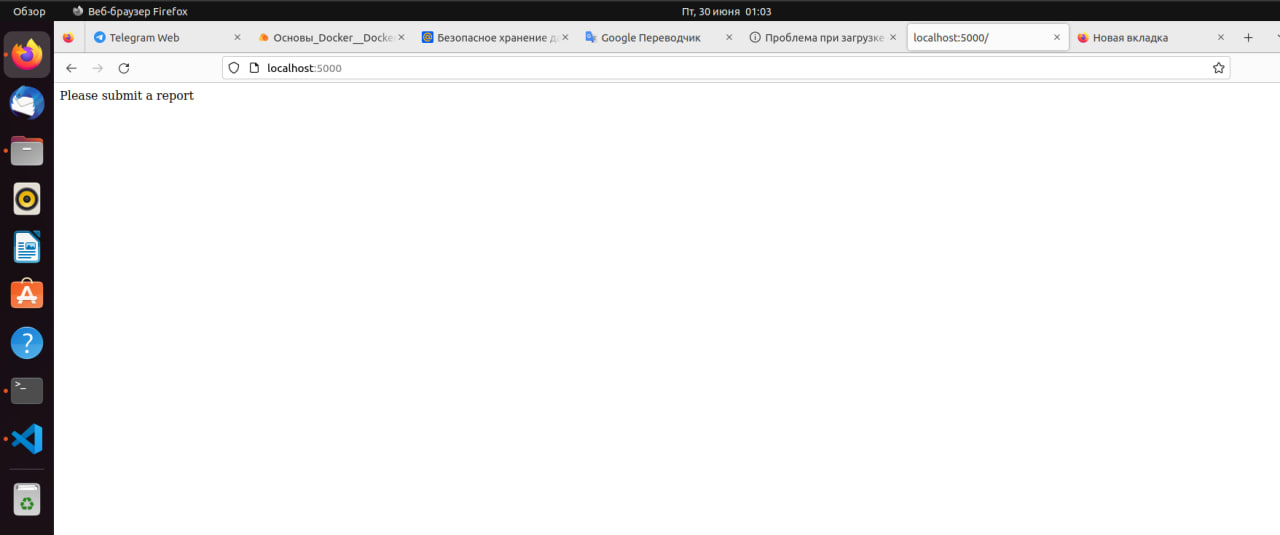 Обзор
Веб-браузер Firefox
Пт, 30 июня 01:03
Telegram Web
Основы_Docker__Docke
Безопасное хранение д
Google Переводчик
Проблема при загрузке
localhost:5000/
Новая вкладка
localhost:5000
Please submit a report